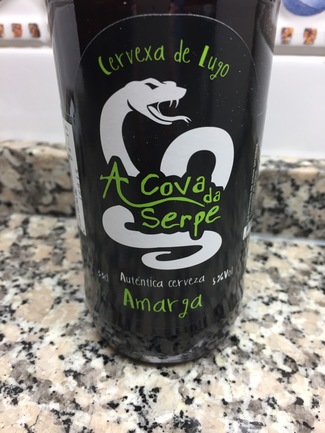 Cervexa de Lugo
A Cova
da
Serpe
Auténtica cerveza
Amarga